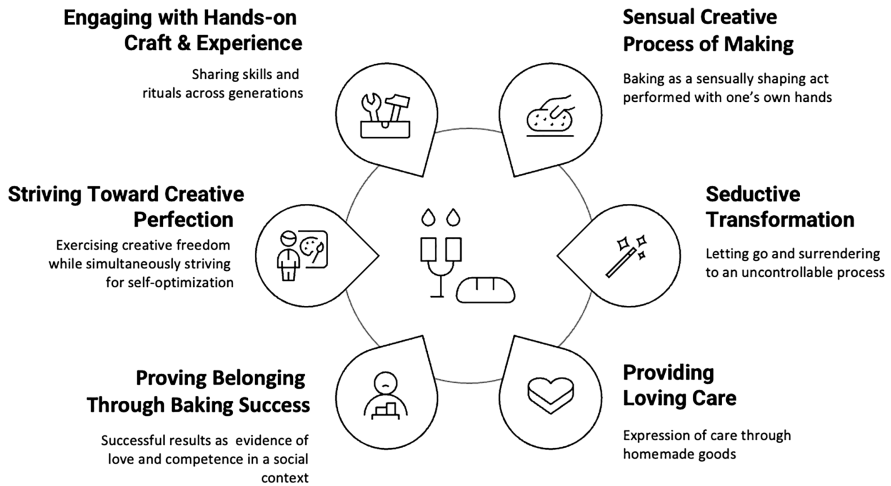 Engaging with Hands-on
Craft & Experience
Sharing skills and
rituals across generations
Sensual Creative
Process of Making
Baking as a sensually shaping act
performed with one's own hands
Striving Toward Creative
Perfection
Exercising creative freedom
while simultaneously striving
for self-optimization
Seductive
Transformation
Letting go and surrendering
to an uncontrollable process
Proving Belonging
Through Baking Success
Successful results as evidence of
love and competence in a social
context
Providing
Loving Care
Expression of care through
homemade goods